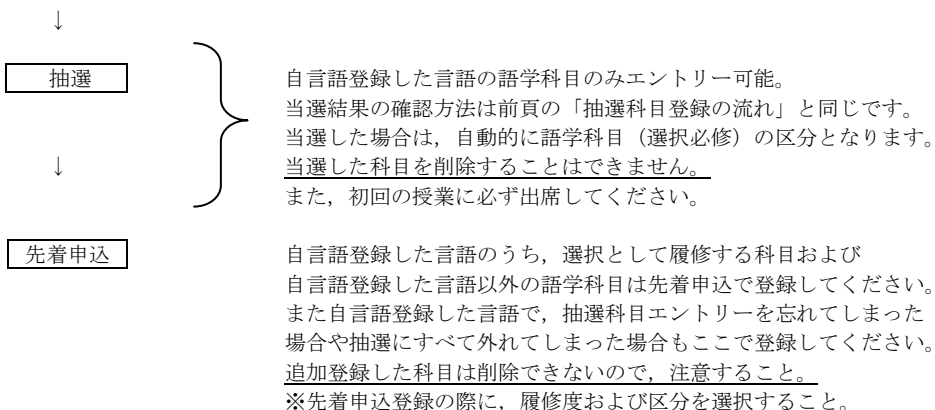 ↓
抽選
自言語登録した言語の語学科目のみエントリー可能。
当選結果の確認方法は前頁の「抽選科目登録の流れ」と同じです。
当選した場合は，自動的に語学科目（選択必修）の区分となります。
↓
当選した科目を削除することはできません。
また，初回の授業に必ず出席してください。
先着申込
自言語登録した言語のうち，選択として履修する科目および
自言語登録した言語以外の語学科目は先着申込で登録してください。
また自言語登録した言語で，抽選科目エントリーを忘れてしまった
場合や抽選にすべて外れてしまった場合もここで登録してください。
追加登録した科目は削除できないので，注意すること。
※先着申込登録の際に，履修度および区分を選択すること。